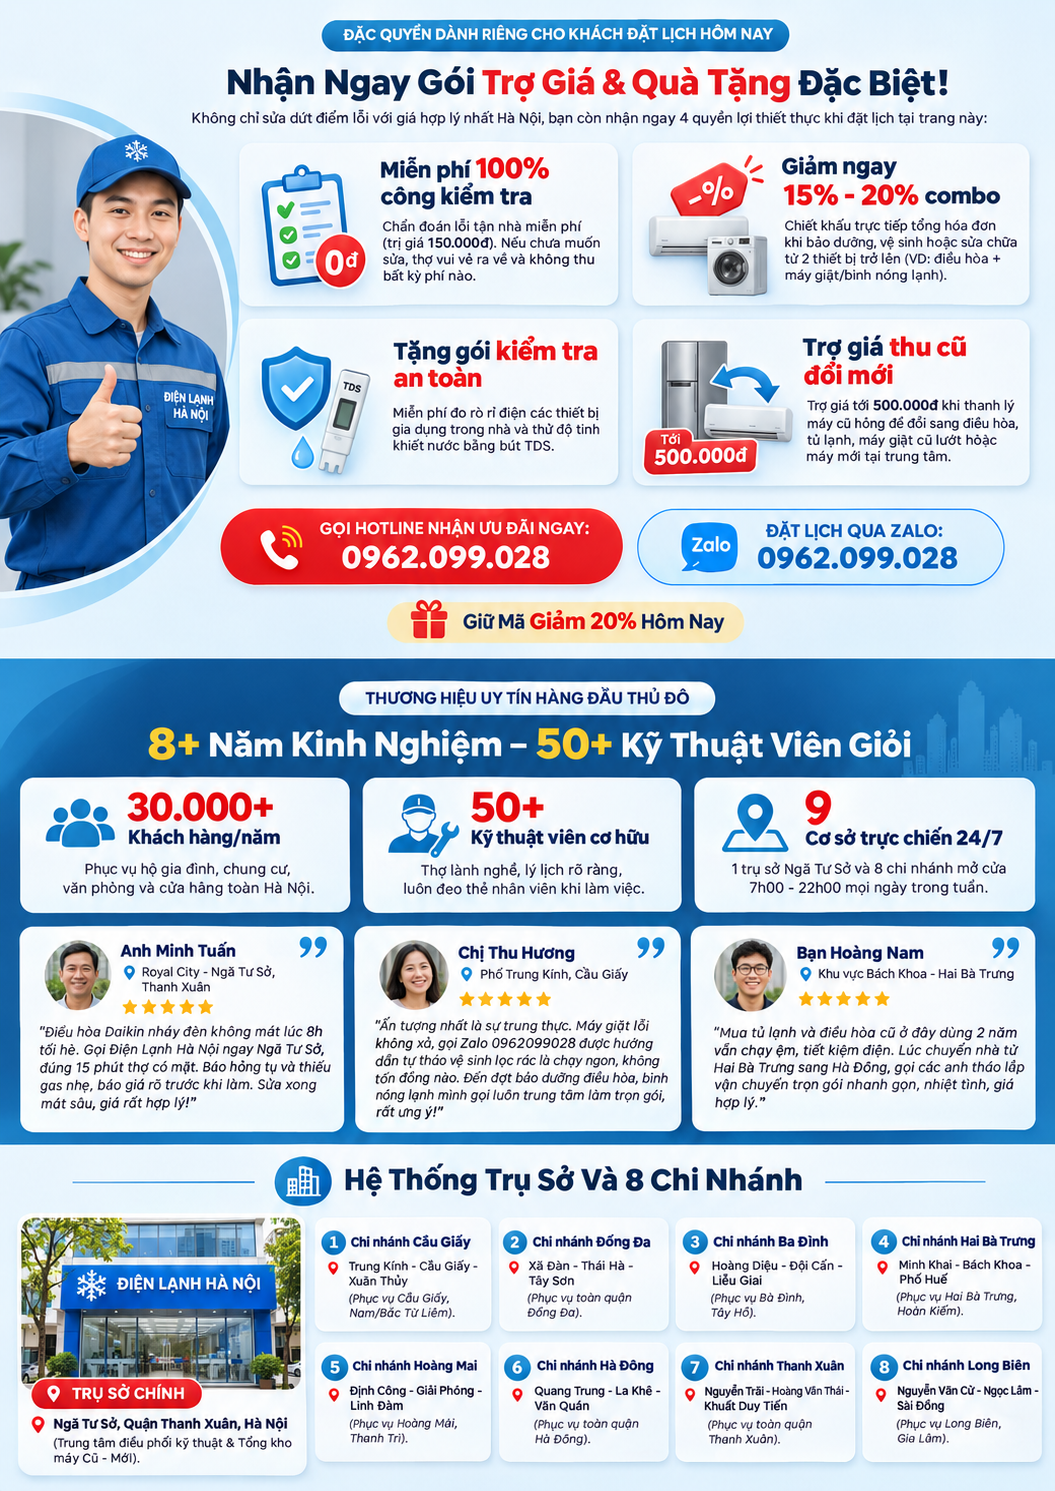 ĐẶC QUYỀN DÀNH RIÊNG CHO KHÁCH ĐẶT LỊCH HÔM NAY
Nhận Ngay Gói Trợ Giá & Quà Tặng Đặc Biệt!
Không chỉ sửa dứt điểm lỗi với giá hợp lý nhất Hà Nội, bạn còn nhận ngay 4 quyền lợi thiết thực khi đặt lịch tại trang này:
Miễn phí 100%
công kiểm tra
Chẩn đoán lỗi tận nhà miễn phí
(trị giá 150.000đ). Nếu chưa muốn
sửa, thợ vui vẻ ra về và không thu
bất kỳ phí nào.
0đ
Giảm ngay
15% - 20% combo
Chiết khấu trực tiếp tổng hóa đơn
khi bảo dưỡng, vệ sinh hoặc sửa chữa
từ 2 thiết bị trở lên (VD: điều hòa +
máy giặt/bình nóng lạnh).
-%
ĐIỆN LẠNH
HÀ NỘI
Tặng gói kiểm tra
an toàn
Miễn phí đo rò rỉ điện các thiết bị
gia dụng trong nhà và thử độ tinh
khiết nước bằng bút TDS.
TDS
Trợ giá thu cũ
đổi mới
Trợ giá tới 500.000đ khi thanh lý
máy cũ hỏng để đổi sang điều hòa,
tủ lạnh, máy giặt cũ lướt hoặc
máy mới tại trung tâm.
Tới
500.000đ
GỌI HOTLINE NHẬN ƯU ĐÃI NGAY:
0962.099.028
Zalo
ĐẶT LỊCH QUA ZALO:
0962.099.028
Giữ Mã Giảm 20% Hôm Nay
THƯƠNG HIỆU UY TÍN HÀNG ĐẦU THỦ ĐÔ
8+ Năm Kinh Nghiệm – 50+ Kỹ Thuật Viên Giỏi
30.000+
Khách hàng/năm
Phục vụ hộ gia đình, chung cư,
văn phòng và cửa hàng toàn Hà Nội.
50+
Kỹ thuật viên cơ hữu
Thợ lành nghề, lý lịch rõ ràng,
luôn đeo thẻ nhân viên khi làm việc.
9
Cơ sở trực chiến 24/7
1 trụ sở Ngã Tư Sở và 8 chi nhánh mở cửa
7h00 - 22h00 mọi ngày trong tuần.
Anh Minh Tuấn
Royal City - Ngã Tư Sở,
Thanh Xuân
"Điều hòa Daikin nháy đèn không mát lúc 8h
tối hè. Gọi Điện Lạnh Hà Nội ngay Ngã Tư Sở,
đúng 15 phút thợ có mặt. Báo hỏng tụ và thiếu
gas nhẹ, báo giá rõ trước khi làm. Sửa xong
mát sâu, giá rất hợp lý!"
Chị Thu Hương
Phố Trung Kính, Cầu Giấy
"Ấn tượng nhất là sự trung thực. Máy giặt lỗi
không xả, gọi Zalo 0962099028 được hướng
dẫn tự tháo vệ sinh lọc rác là chạy ngon, không
tốn đồng nào. Đến đợt bảo dưỡng điều hòa, bình
nóng lạnh mình gọi luôn trung tâm làm trọn gói,
rất ưng ý!"
Bạn Hoàng Nam
Khu vực Bách Khoa - Hai Bà Trưng
"Mua tủ lạnh và điều hòa cũ ở đây dùng 2 năm
vẫn chạy êm, tiết kiệm điện. Lúc chuyển nhà từ
Hai Bà Trưng sang Hà Đông, gọi các anh tháo lắp
vận chuyển trọn gói nhanh gọn, nhiệt tình, giá
hợp lý."
Hệ Thống Trụ Sở Và 8 Chi Nhánh
ĐIỆN LẠNH HÀ NỘI
TRỤ SỞ CHÍNH
Ngã Tư Sở, Quận Thanh Xuân, Hà Nội
(Trung tâm điều phối kỹ thuật & Tổng kho
máy Cũ - Mới).
1 Chi nhánh Cầu Giấy
Trung Kính - Cầu Giấy -
Xuân Thủy
(Phục vụ Cầu Giấy,
Nam/Bắc Từ Liêm).
2 Chi nhánh Đống Đa
Xã Đàn - Thái Hà -
Tây Sơn
(Phục vụ toàn quận
Đống Đa).
3 Chi nhánh Ba Đình
Hoàng Diệu - Đội Cấn -
Liễu Giai
(Phục vụ Bà Đình,
Tây Hồ).
4 Chi nhánh Hai Bà Trưng
Minh Khai - Bách Khoa -
Phố Huế
(Phục vụ Hai Bà Trưng,
Hoàn Kiếm).
5 Chi nhánh Hoàng Mai
Định Công - Giải Phóng -
Linh Đàm
(Phục vụ Hoàng Mái,
Thanh Trì).
6 Chi nhánh Hà Đông
Quang Trung - La Khê -
Văn Quán
(Phục vụ toàn quận
Hà Đông).
7 Chi nhánh Thanh Xuân
Nguyễn Trãi - Hoàng Văn Thái -
Khuất Duy Tiến
(Phục vụ toàn quận
Thanh Xuân).
8 Chi nhánh Long Biên
Nguyễn Văn Cừ - Ngọc Lâm -
Sài Đồng
(Phục vụ Long Biên,
Gia Lâm).